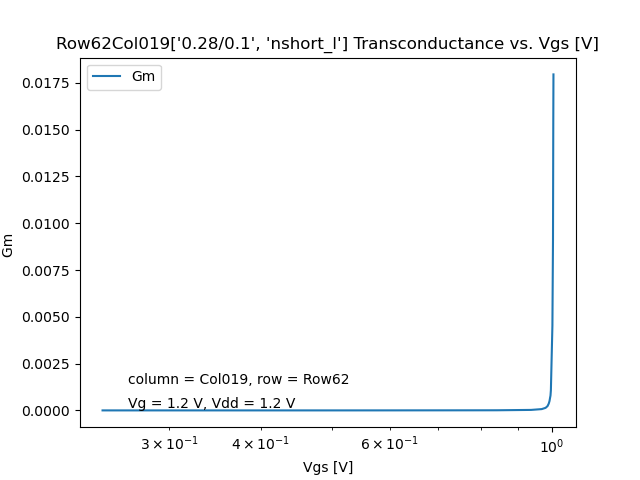 Row62Col019['0.28/0.1', 'nshort_l'] Transconductance vs. Vgs [V]
Gm
0.0175
0.0150
0.0125
0.0100
0.0075
0.0050
0.0025
0.0000
Gm
column = Col019, row = Row62
Vg = 1.2 V, Vdd = 1.2 V
3 × 10⁻¹
4 × 10⁻¹
6 × 10⁻¹
10⁰
Vgs [V]